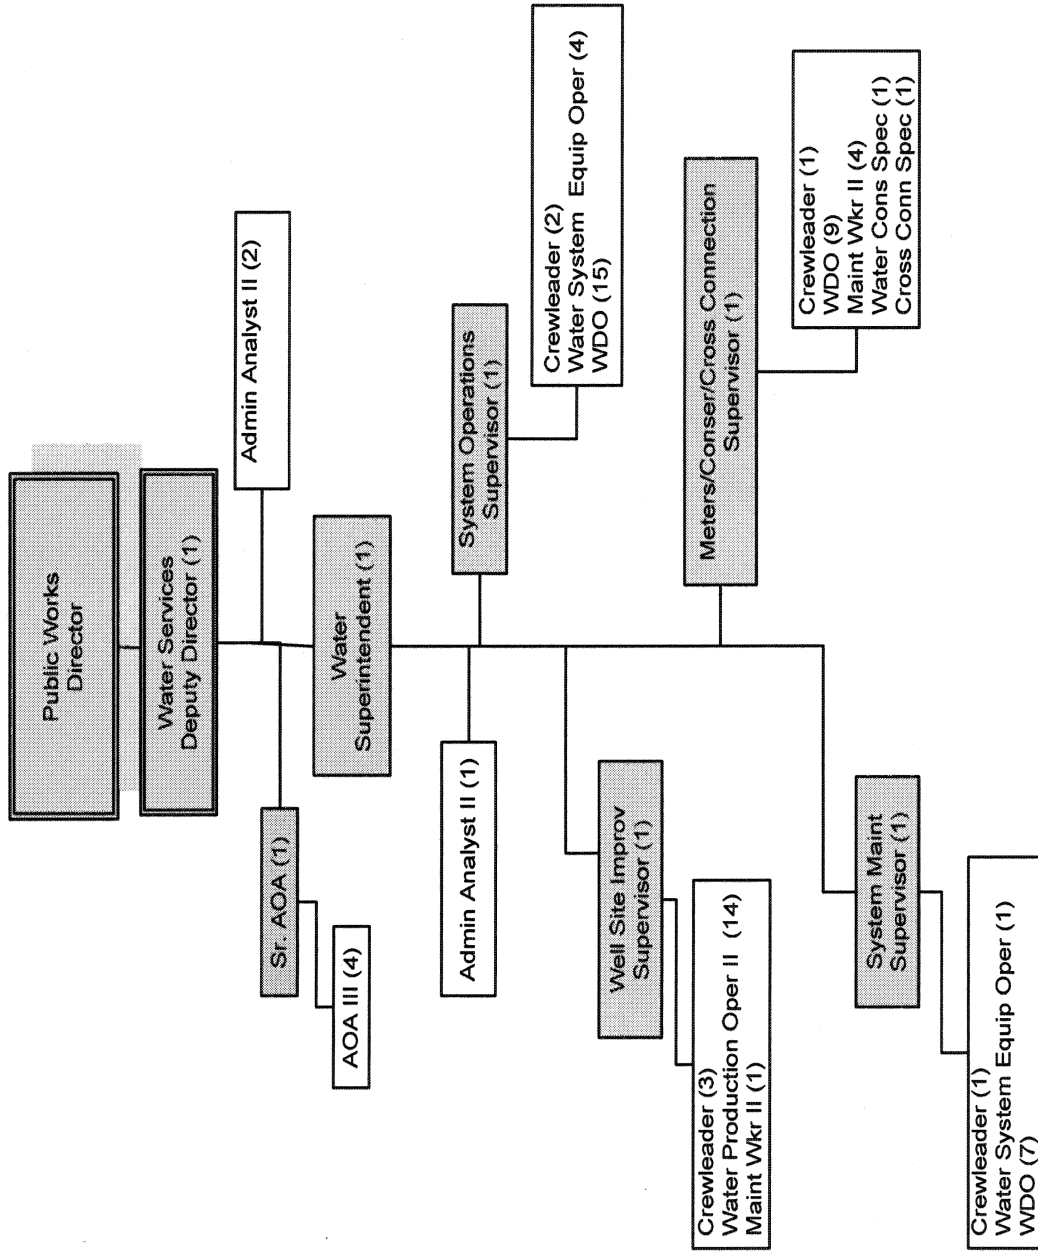 Public Works
Director
Water Services
Deputy Director (1)
Sr. AOA (1)
AOA III (4)
Admin Analyst II (2)
Water
Superintendent (1)
Admin Analyst II (1)
System Operations
Supervisor (1)
Crewleader (2)
Water System Equip Oper (4)
WDO (15)
Well Site Improv
Supervisor (1)
Crewleader (3)
Water Production Oper II (14)
Maint Wkr II (1)
Meters/Conser/Cross Connection
Supervisor (1)
Crewleader (1)
WDO (9)
Maint Wkr II (4)
Water Cons Spec (1)
Cross Conn Spec (1)
System Maint
Supervisor (1)
Crewleader (1)
Water System Equip Oper (1)
WDO (7)